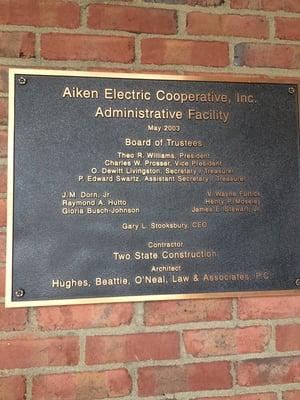 Aiken Electric Cooperative, Inc.
Administrative Facility
May 2003
Board of Trustees
Theo R. Williams, President
Charles W. Prosser, Vice President
O. Dewitt Livingston, Secretary / Treasurer
P. Edward Swartz, Assistant Secretary / Treasurer
J.M. Dorn, Jr. V. Wayne Furtick
Raymond A. Hutto Henry P. Moseley
Gloria Busch-Johnson James E. Stewart, Jr.
Gary L. Stooksbury, CEO
Contractor
Two State Construction
Architect
Hughes, Beattie, O'Neal, Law & Associates, P.C.